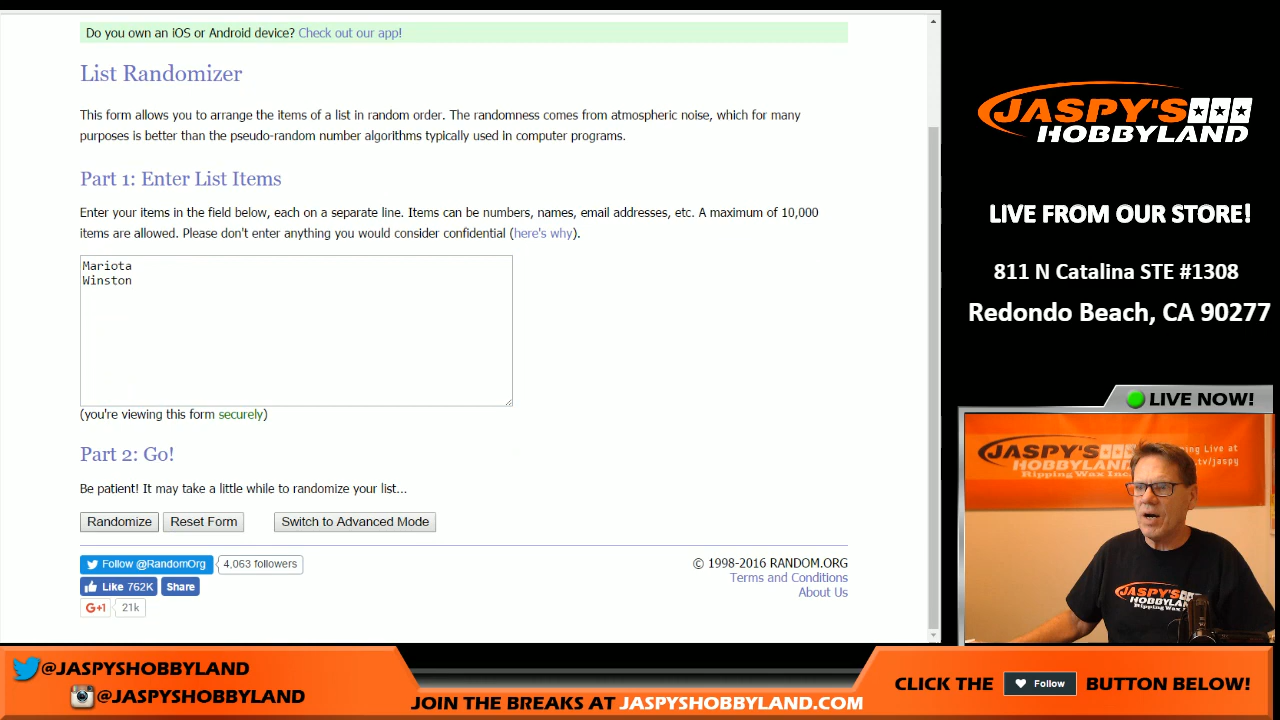 Do you own an iOS or Android device? Check out our app!
List Randomizer
This form allows you to arrange the items of a list in random order. The randomness comes from atmospheric noise, which for many
purposes is better than the pseudo-random number algorithms typically used in computer programs.
Part 1: Enter List Items
Enter your items in the field below, each on a separate line. Items can be numbers, names, email addresses, etc. A maximum of 10,000
items are allowed. Please don't enter anything you would consider confidential (here's why).
Mariota
Winston
(you're viewing this form securely)
Part 2: Go!
Be patient! It may take a little while to randomize your list...
Randomize Reset Form Switch to Advanced Mode
Follow @RandomOrg 4,063 followers
Like 762K Share
G+1 21k
© 1998-2016 RANDOM.ORG
Terms and Conditions
About Us
JASPY'S
HOBBYLAND
LIVE FROM OUR STORE!
811 N Catalina STE #1308
Redondo Beach, CA 90277
LIVE NOW!
JASPY'S
HOBBYLAND
Ripping Wax Inc.
ing Live at
.tv/jaspy
JASPY'S
HOBBYLAND
Ripping Wax
@JASPYSHOBBYLAND
@JASPYSHOBBYLAND
JOIN THE BREAKS AT JASPYSHOBBYLAND.COM
CLICK THE Follow BUTTON BELOW!